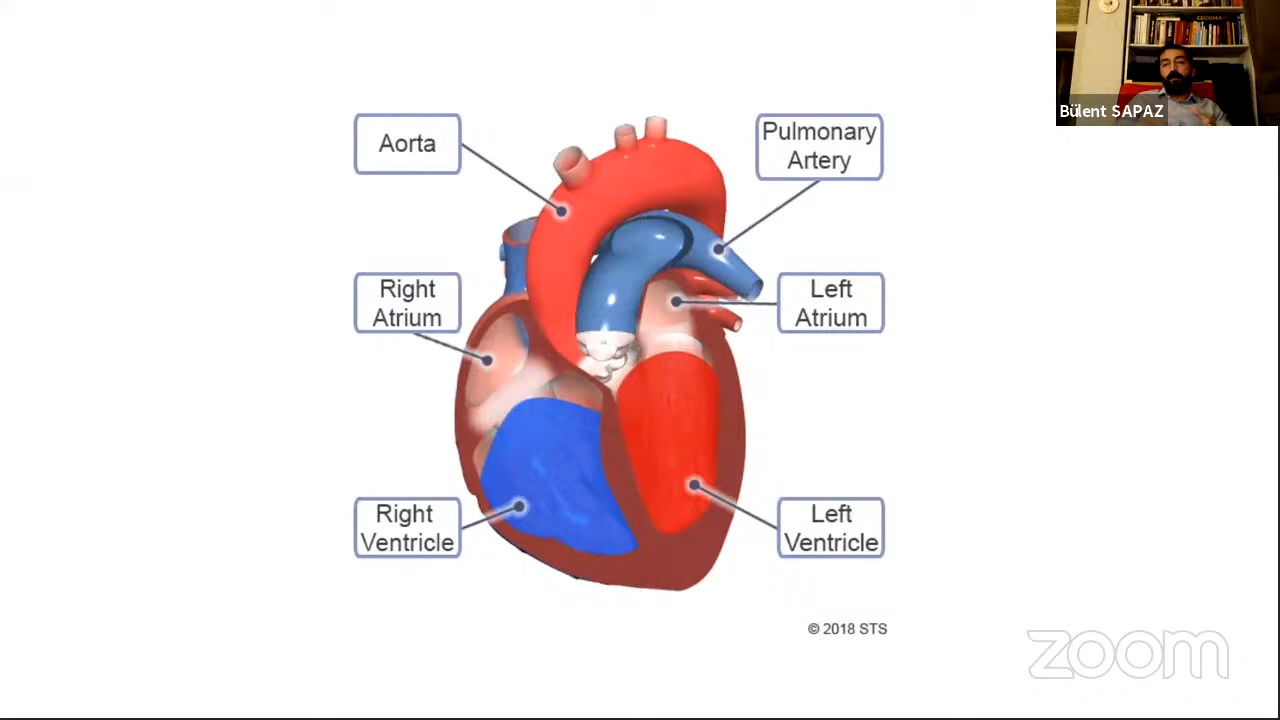 Bülent SAPAZ
Aorta
Pulmonary
Artery
Right
Atrium
Left
Atrium
Right
Ventricle
Left
Ventricle
© 2018 STS
zoom